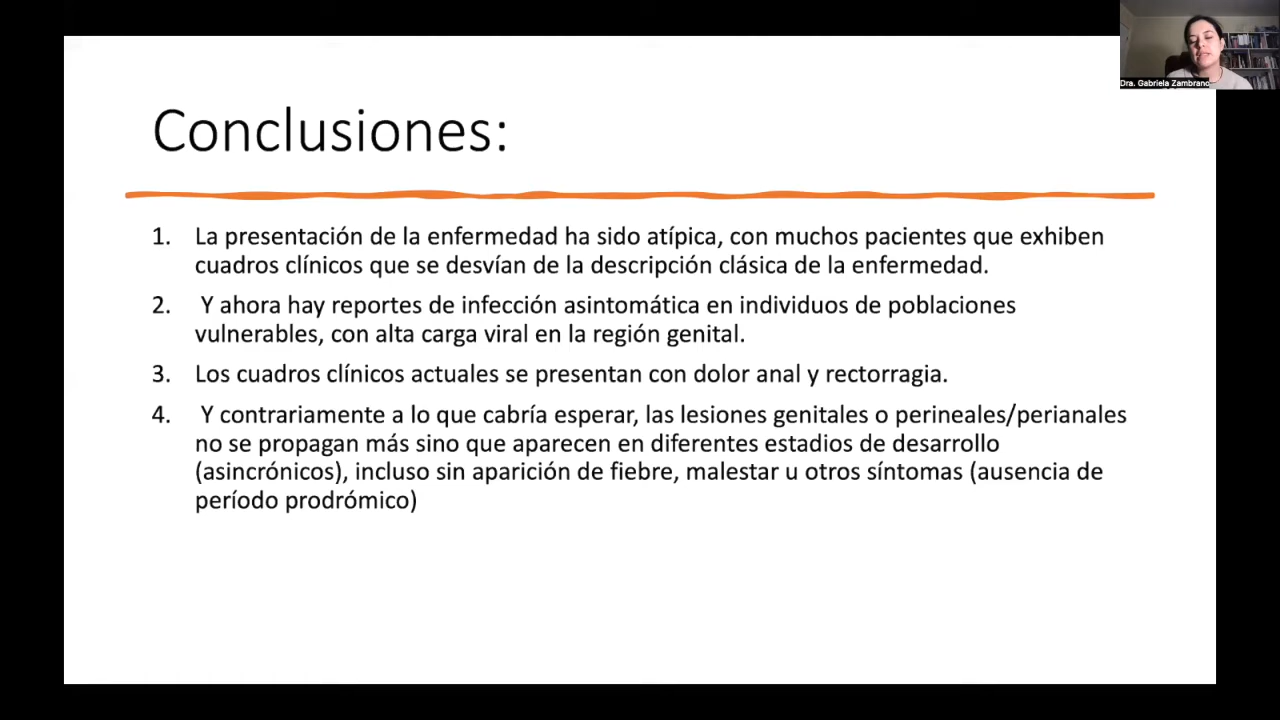 Dra. Gabriela Zambrano
Conclusiones:
1. La presentación de la enfermedad ha sido atípica, con muchos pacientes que exhiben
cuadros clínicos que se desvían de la descripción clásica de la enfermedad.
2. Y ahora hay reportes de infección asintomática en individuos de poblaciones
vulnerables, con alta carga viral en la región genital.
3. Los cuadros clínicos actuales se presentan con dolor anal y rectorragia.
4. Y contrariamente a lo que cabría esperar, las lesiones genitales o perineales/perianales
no se propagan más sino que aparecen en diferentes estadios de desarrollo
(asincrónicos), incluso sin aparición de fiebre, malestar u otros síntomas (ausencia de
período prodrómico)